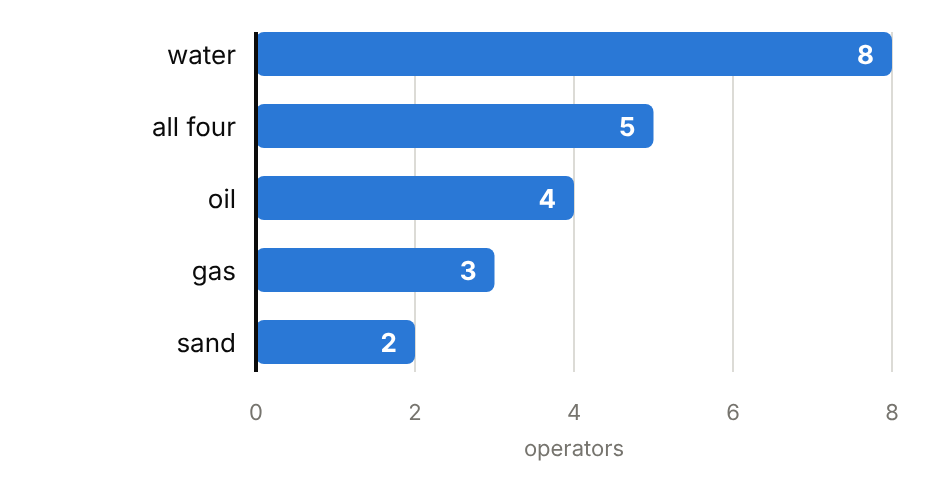 water 8
all four 5
oil 4
gas 3
sand 2
0 2 4 6 8
operators